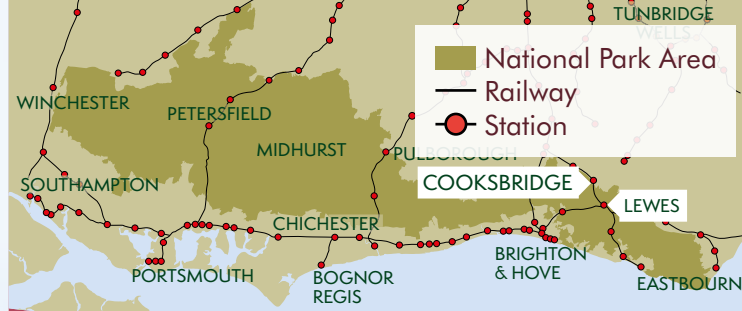 TUNBRIDGE
WELLS
National Park Area
Railway
Station
WINCHESTER
PETERSFIELD
MIDHURST
PULBOROUGH
SOUTHAMPTON
COOKSBRIDGE
LEWES
CHICHESTER
BRIGHTON
& HOVE
PORTSMOUTH
BOGNOR
REGIS
EASTBOURN